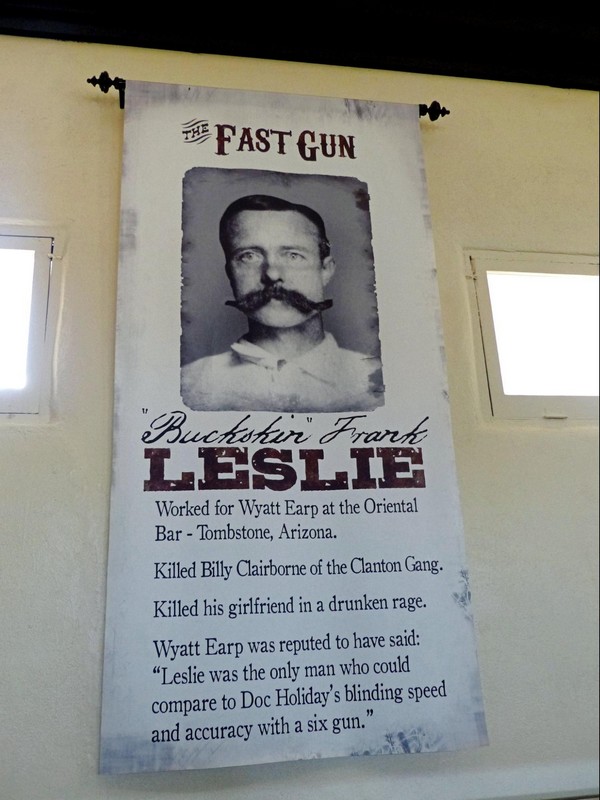 THE FAST GUN
"Buckskin" Frank
LESLIE
Worked for Wyatt Earp at the Oriental
Bar - Tombstone, Arizona.
Killed Billy Clairborne of the Clanton Gang.
Killed his girlfriend in a drunken rage.
Wyatt Earp was reputed to have said:
“Leslie was the only man who could
compare to Doc Holiday’s blinding speed
and accuracy with a six gun.”